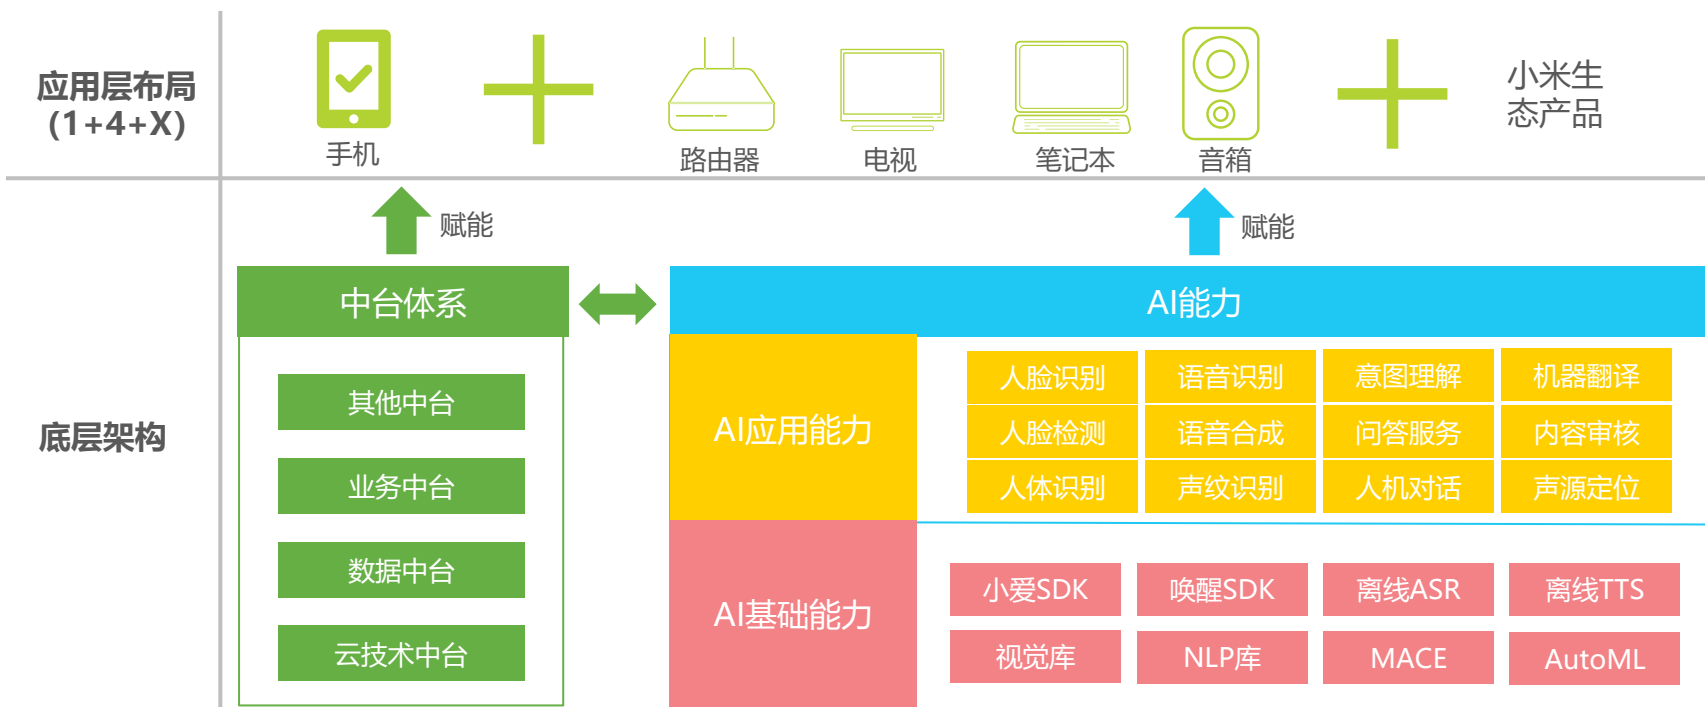 应用层布局
(1+4+X)
手机
路由器
电视
笔记本
音箱
小米生
态产品
赋能
赋能
底层架构
中台体系
其他中台
业务中台
数据中台
云技术中台
AI能力
AI应用能力
人脸识别
语音识别
意图理解
机器翻译
人脸检测
语音合成
问答服务
内容审核
人体识别
声纹识别
人机对话
声源定位
AI基础能力
小爱SDK
唤醒SDK
离线ASR
离线TTS
视觉库
NLP库
MACE
AutoML